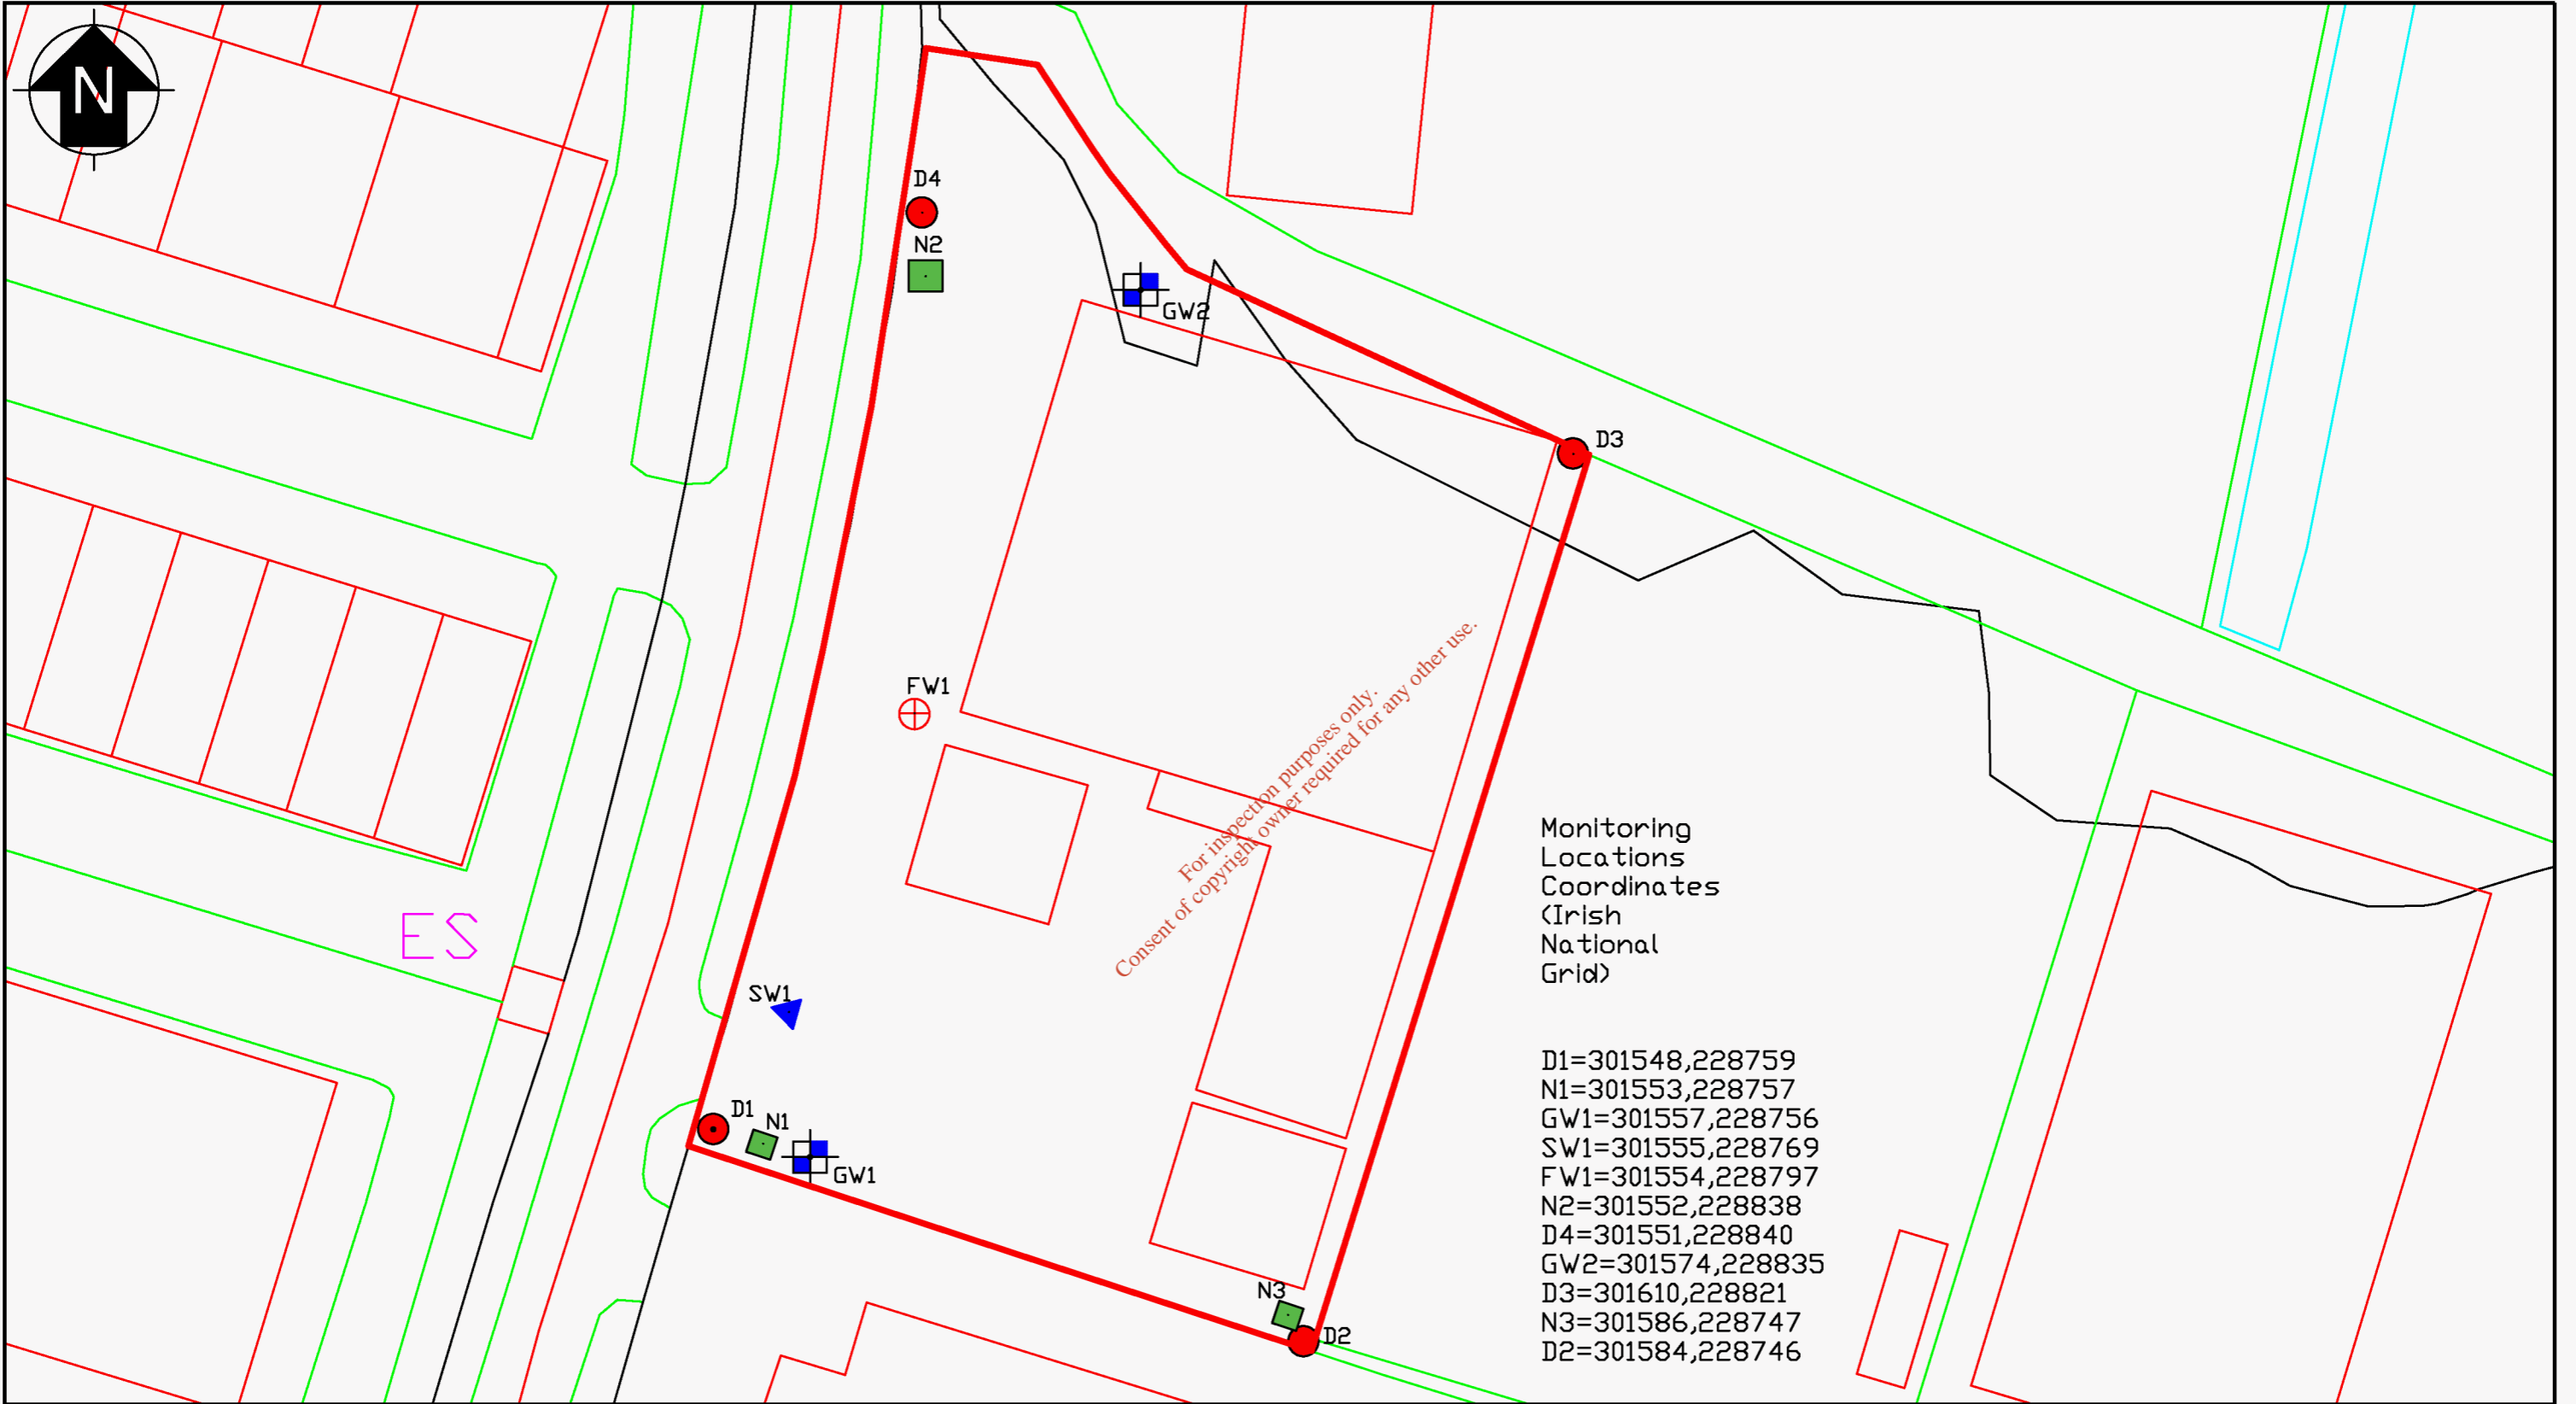 N
D4
N2
GW2
D3
FW1
For inspection purposes only.
Consent of copyright owner required for any other use.
ES
SW1
D1
N1
GW1
N3
D2
Monitoring
Locations
Coordinates
(Irish
National
Grid)
D1=301548,228759
N1=301553,228757
GW1=301557,228756
SW1=301555,228769
FW1=301554,228797
N2=301552,228838
D4=301551,228840
GW2=301574,228835
D3=301610,228821
N3=301586,228747
D2=301584,228746